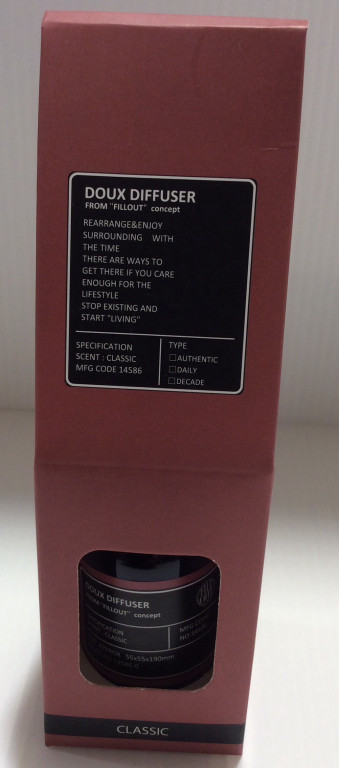 DOUX DIFFUSER
FROM "FILLOUT" concept
REARRANGE&ENJOY
SURROUNDING WITH
THE TIME
THERE ARE WAYS TO
GET THERE IF YOU CARE
ENOUGH FOR THE
LIFESTYLE
STOP EXISTING AND
START "LIVING"
SPECIFICATION
SCENT : CLASSIC
MFG CODE 14586
TYPE
☐AUTHENTIC
☐DAILY
☐DECADE
DOUX DIFFUSER
FROM "FILLOUT" concept
CLASSIC
55x55x190mm
CLASSIC